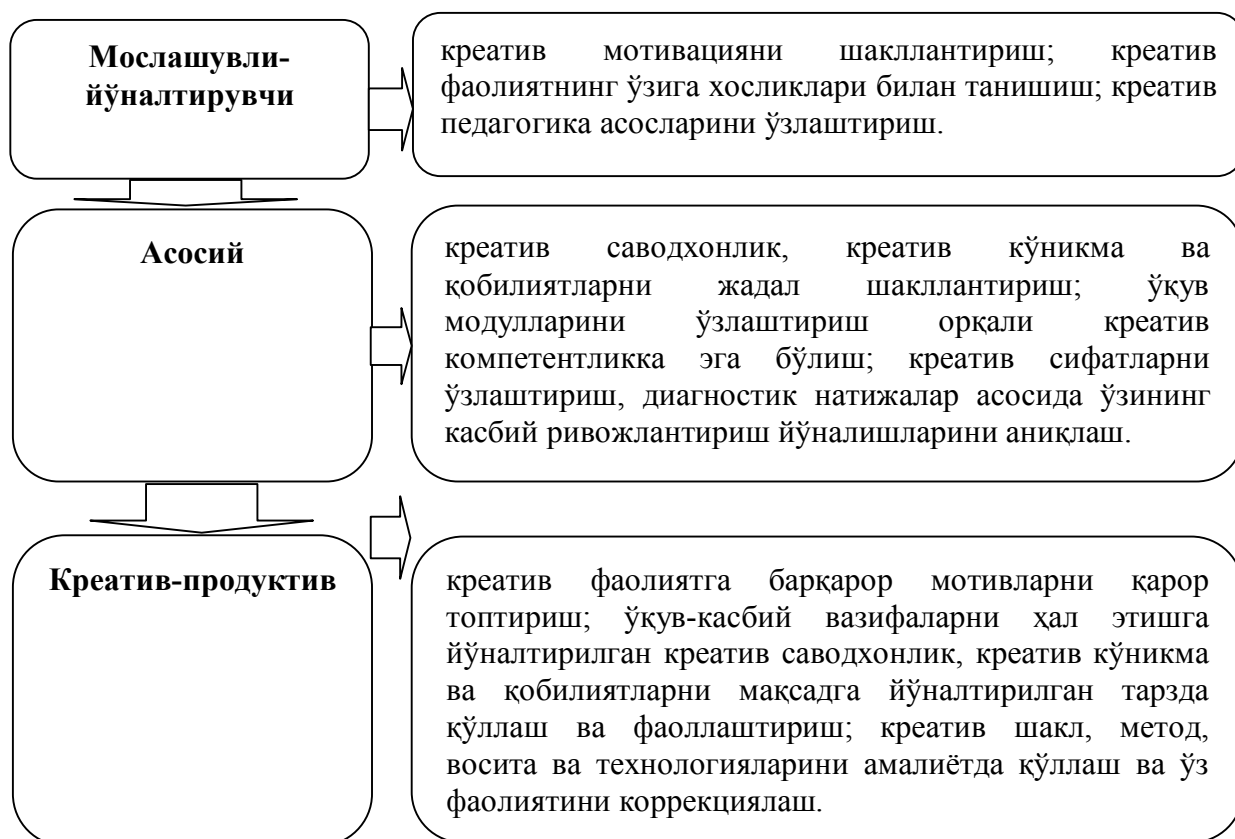 Мослашувли-
йўналтирувчи
креатив мотивацияни шакллантириш; креатив
фаолиятнинг ўзига хосликлари билан танишиш; креатив
педагогика асосларини ўзлаштириш.
Асосий
креатив саводхонлик, креатив кўникма ва
қобилиятларни жадал шакллантириш; ўқув
модулларини ўзлаштириш орқали креатив
компетентликка эга бўлиш; креатив сифатларни
ўзлаштириш, диагностик натижалар асосида ўзининг
касбий ривожлантириш йўналишларини аниқлаш.
Креатив-продуктив
креатив фаолиятга барқарор мотивларни қарор
топтириш; ўқув-касбий вазифаларни ҳал этишга
йўналтирилган креатив саводхонлик, креатив кўникма
ва қобилиятларни мақсадга йўналтирилган тарзда
қўллаш ва фаоллаштириш; креатив шакл, метод,
восита ва технологияларини амалиётда қўллаш ва ўз
фаолиятини коррекциялаш.